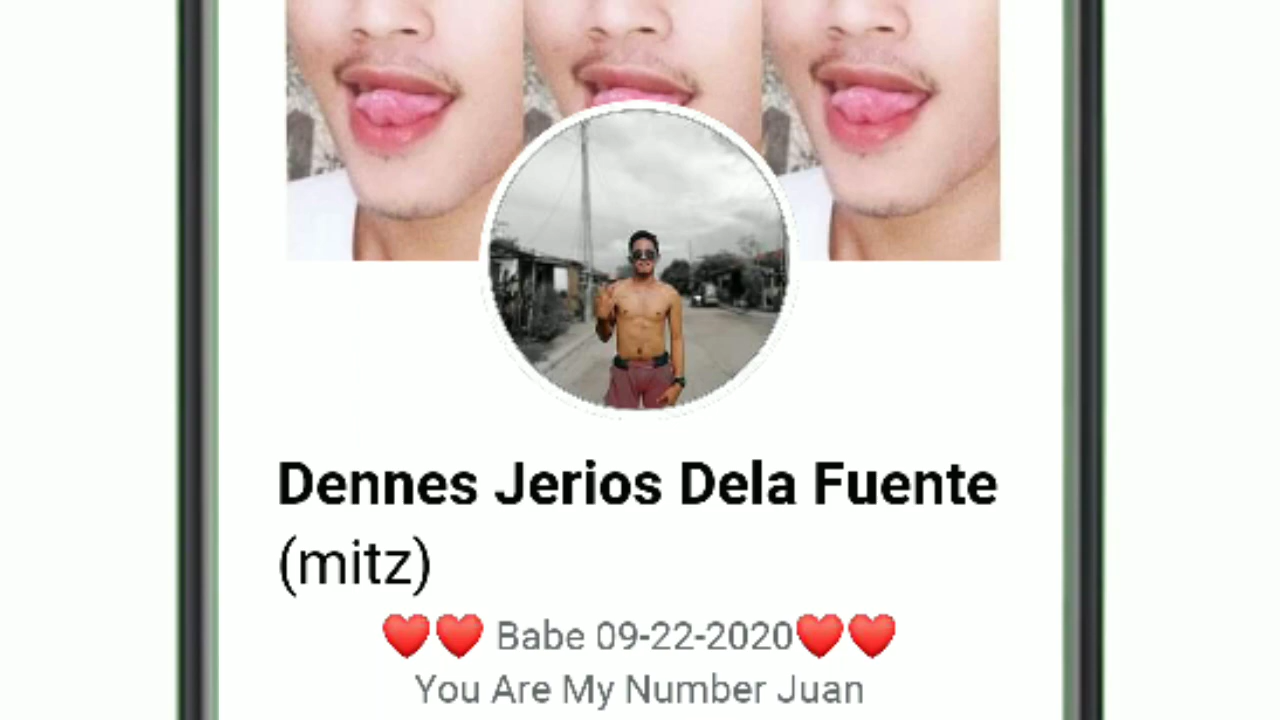 Dennes Jerios Dela Fuente
(mitz)
❤️❤️ Babe 09-22-2020❤️❤️
You Are My Number Juan